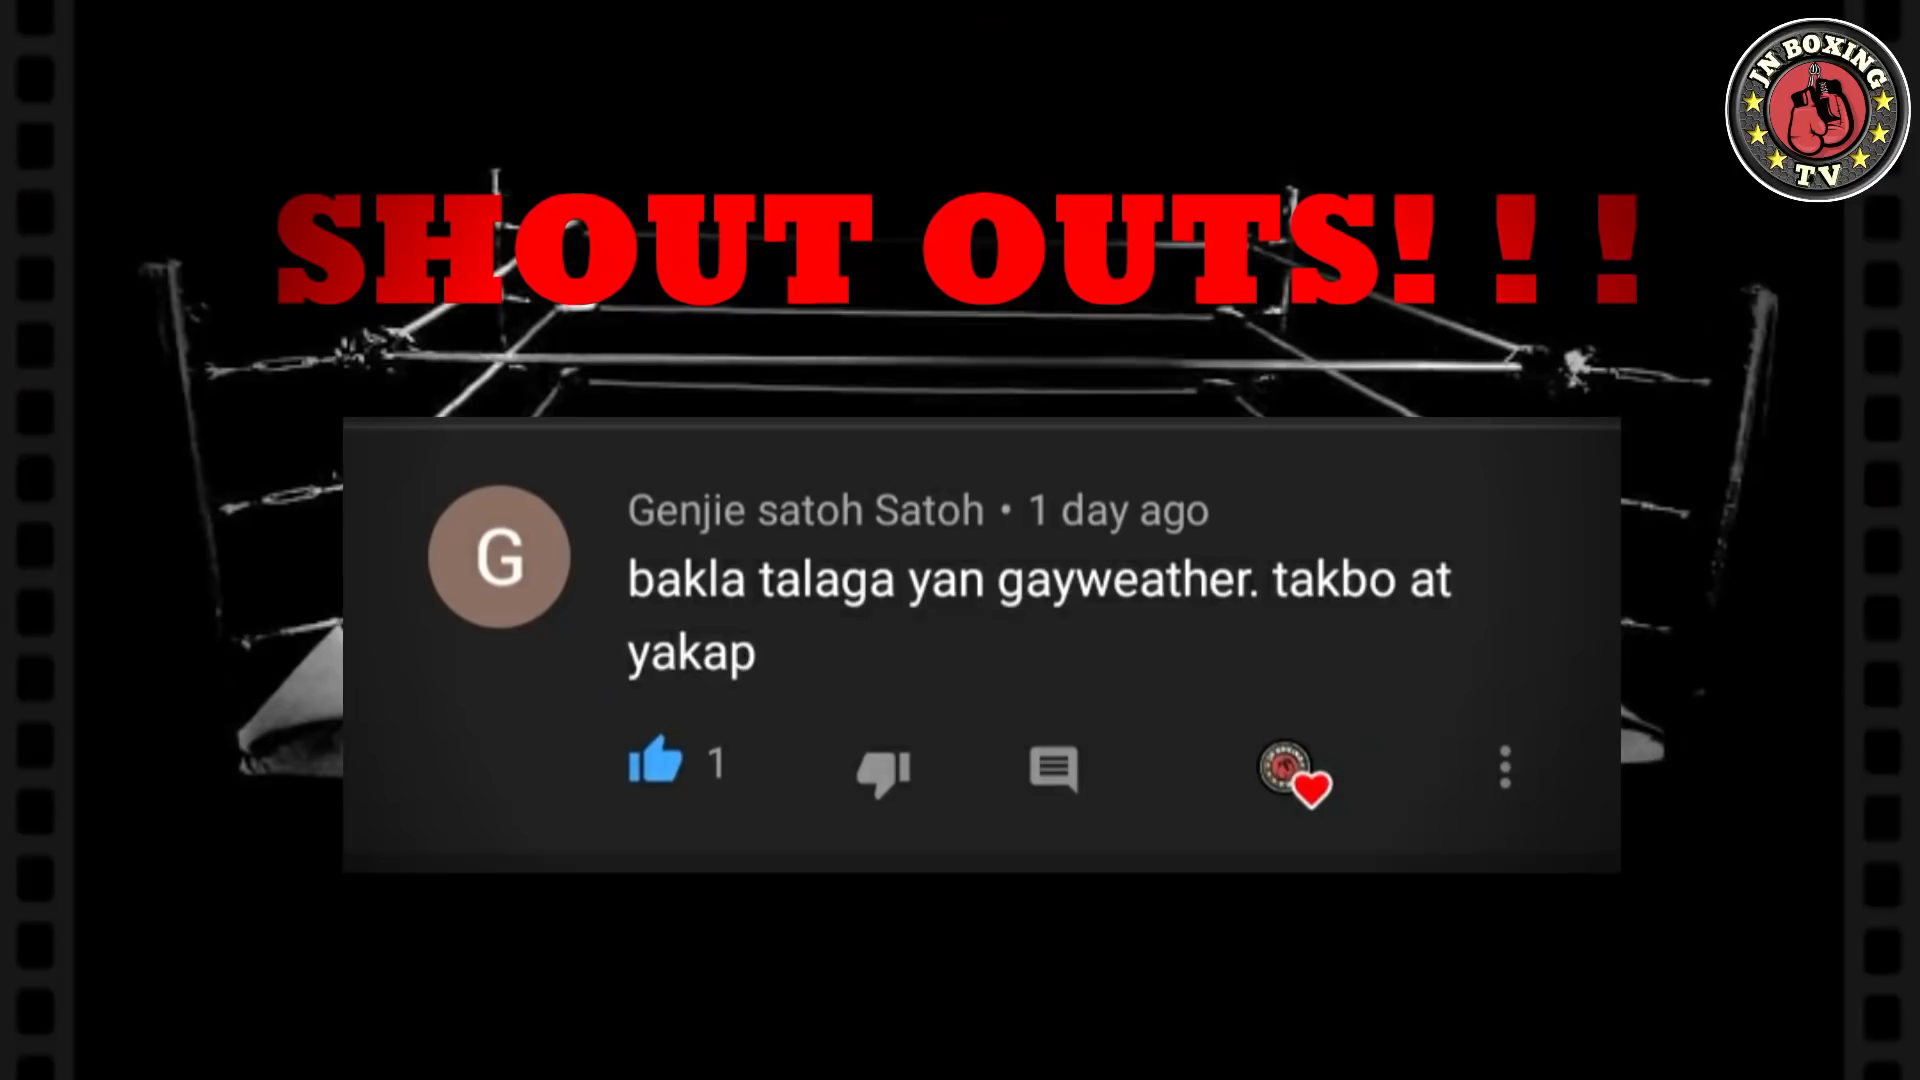 JN BOXING
TV
SHOUT OUTS!!!
G
Genjie satoh Satoh • 1 day ago
bakla talaga yan gayweather. takbo at
yakap
1